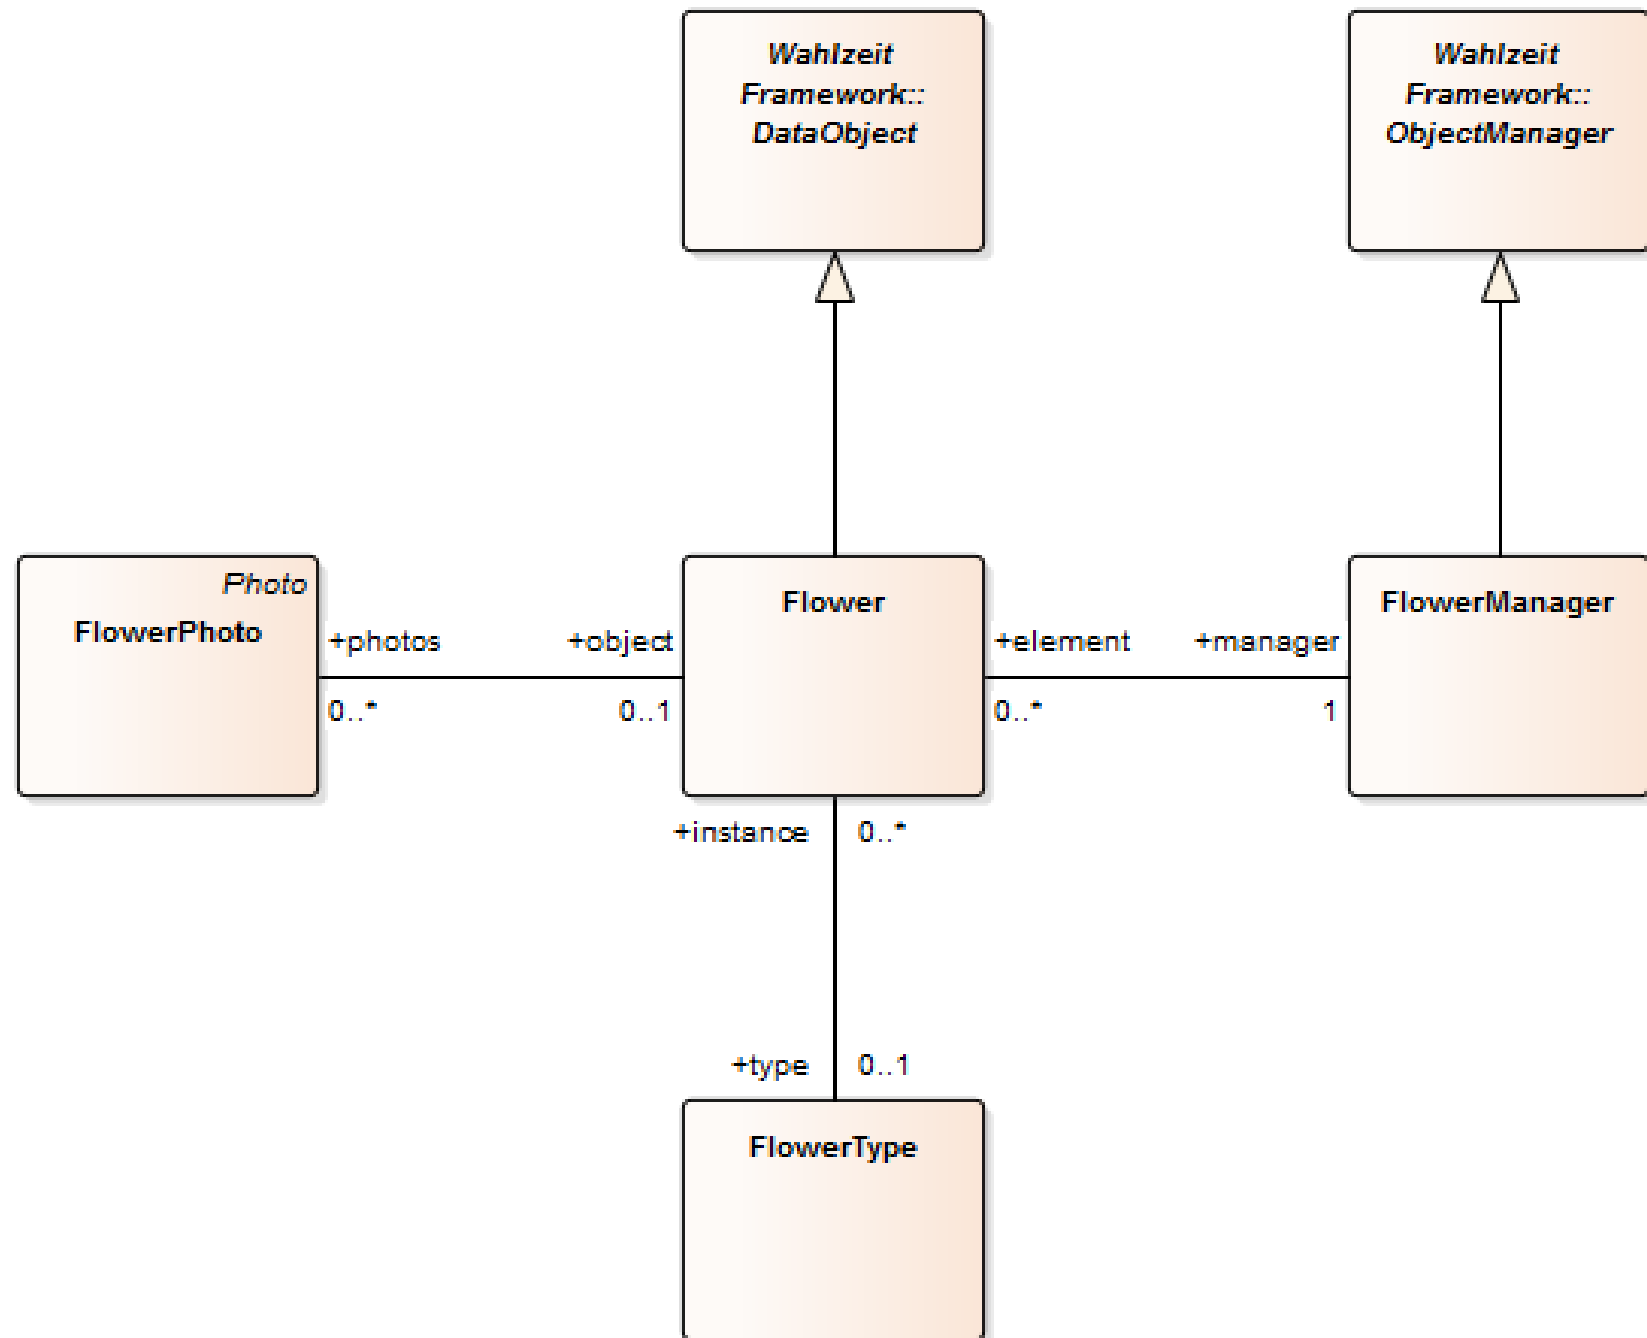 Wahlzeit
Framework::
DataObject
Wahlzeit
Framework::
ObjectManager
Photo
FlowerPhoto
+photos
0..*
+object
0..1
Flower
+element
0..*
+manager
1
FlowerManager
+instance
0..*
+type
0..1
FlowerType